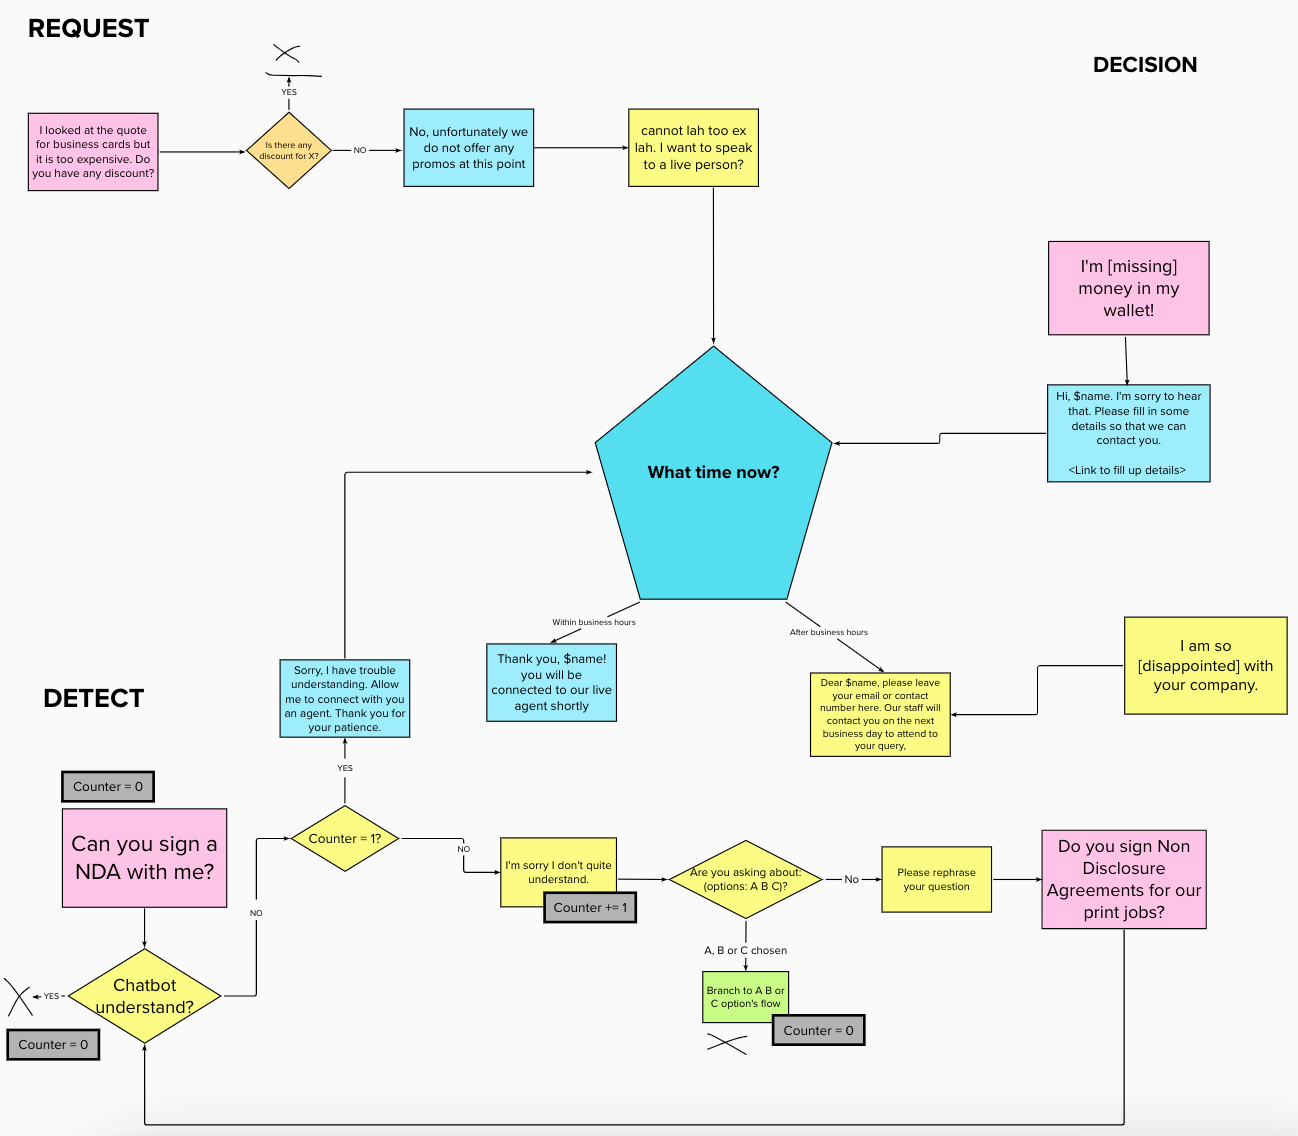 REQUEST
DECISION
YES
I looked at the quote
for business cards but
it is too expensive. Do
you have any discount?
Is there any
discount for X?
NO
No, unfortunately we
do not offer any
promos at this point
cannot lah too ex
lah. I want to speak
to a live person?
I'm [missing]
money in my
wallet!
Hi, $name. I'm sorry to hear
that. Please fill in some
details so that we can
contact you.
<Link to fill up details>
What time now?
Within business hours
After business hours
Thank you, $name!
you will be
connected to our live
agent shortly
Dear $name, please leave
your email or contact
number here. Our staff will
contact you on the next
business day to attend to
your query,
I am so
[disappointed] with
your company.
DETECT
Sorry, I have trouble
understanding. Allow
me to connect with you
an agent. Thank you for
your patience.
YES
Counter = 0
Can you sign a
NDA with me?
Counter = 1?
NO
NO
I'm sorry I don't quite
understand.
Counter += 1
Are you asking about:
(options: A B C)?
No
Please rephrase
your question
Do you sign Non
Disclosure
Agreements for our
print jobs?
A, B or C chosen
Branch to A B or
C option's flow
Counter = 0
Chatbot
understand?
YES
Counter = 0